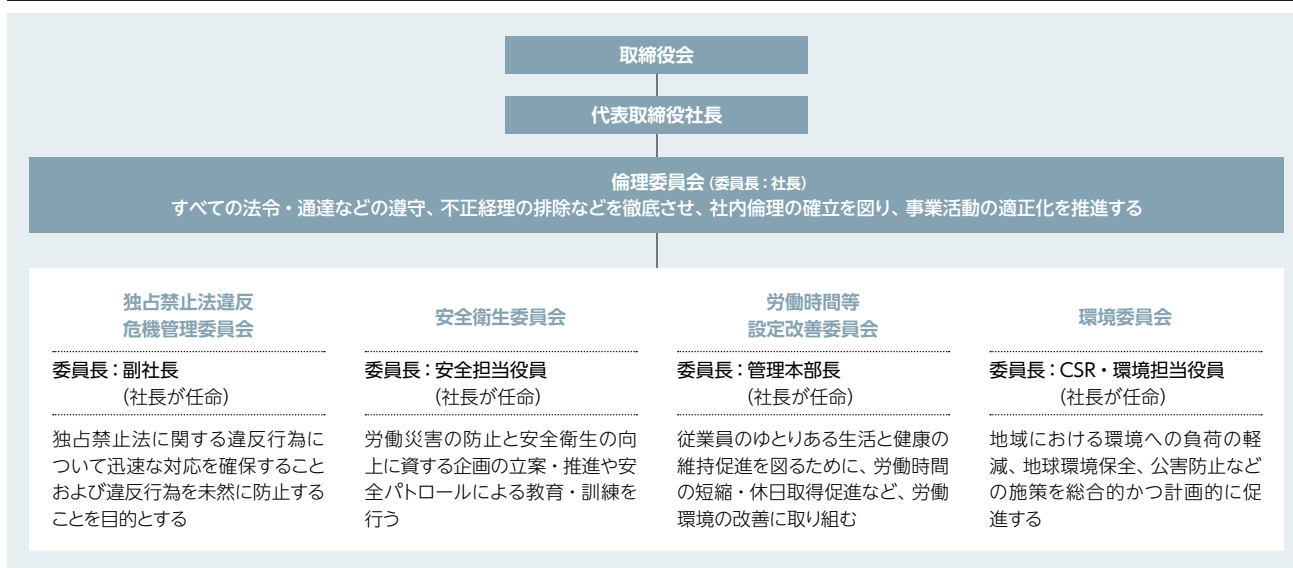 取締役会
代表取締役社長
倫理委員会(委員長:社長)
すべての法令・通達などの遵守、不正経理の排除などを徹底させ、社内倫理の確立を図り、事業活動の適正化を推進する
独占禁止法違反
危機管理委員会
委員長:副社長
(社長が任命)
独占禁止法に関する違反行為に
ついて迅速な対応を確保すること
および違反行為を未然に防止する
ことを目的とする
安全衛生委員会
委員長:安全担当役員
(社長が任命)
労働災害の防止と安全衛生の向
上に資する企画の立案・推進や安
全パトロールによる教育・訓練を
行う
労働時間等
設定改善委員会
委員長:管理本部長
(社長が任命)
従業員のゆとりある生活と健康の
維持促進を図るために、労働時間
の短縮・休日取得促進など、労働
環境の改善に取り組む
環境委員会
委員長:CSR・環境担当役員
(社長が任命)
地域における環境への負荷の軽
減、地球環境保全、公害防止など
の施策を総合的かつ計画的に促
進する